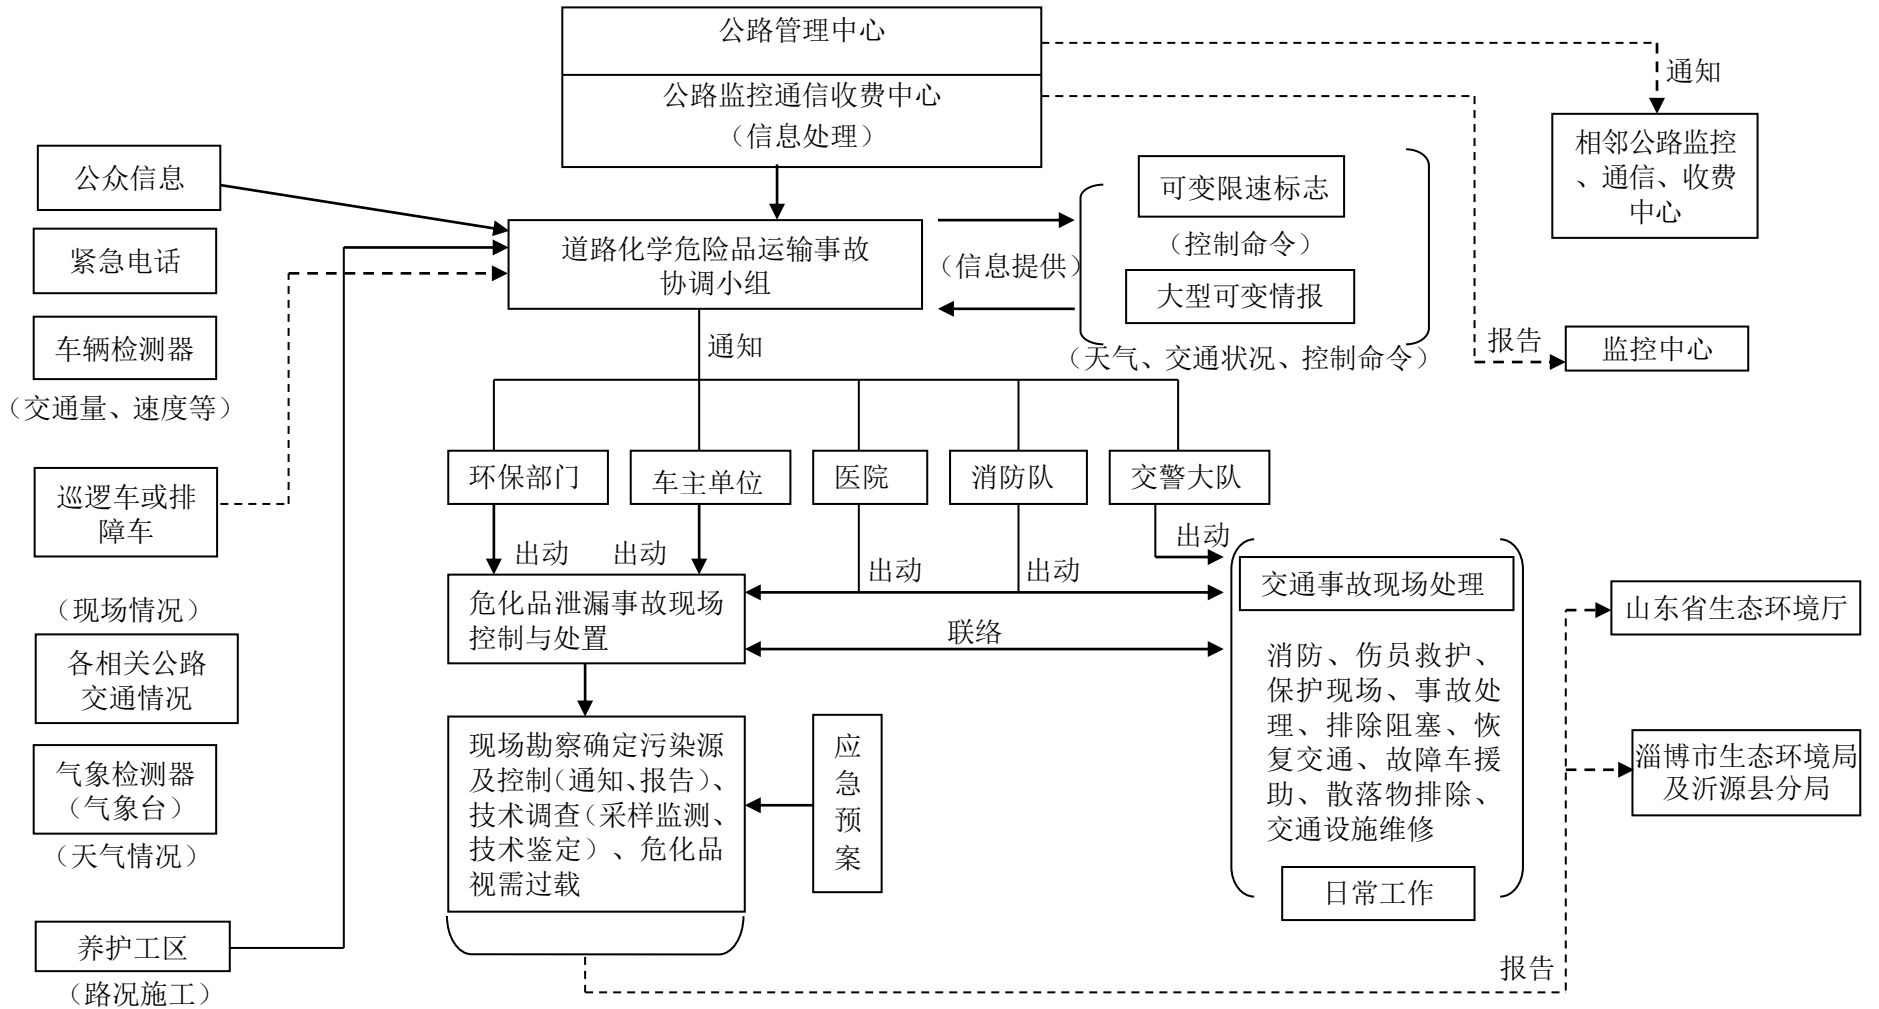 公路管理中心
公路监控通信收费中心
（信息处理）
通知
相邻公路监控
、通信、收费
中心
公众信息
紧急电话
车辆检测器
（交通量、速度等）
巡逻车或排
障车
（现场情况）
各相关公路
交通情况
气象检测器
（气象台）
（天气情况）
养护工区
（路况施工）
道路化学危险品运输事故
协调小组
（信息提供）
可变限速标志
（控制命令）
大型可变情报
（天气、交通状况、控制命令）
报告
监控中心
通知
环保部门
车主单位
医院
消防队
交警大队
出动
出动
出动
出动
出动
危化品泄漏事故现场
控制与处置
联络
现场勘察确定污染源
及控制（通知、报告）、
技术调查（采样监测、
技术鉴定）、危化品
视需过载
应
急
预
案
交通事故现场处理
消防、伤员救护、
保护现场、事故处
理、排除阻塞、恢
复交通、故障车援
助、散落物排除、
交通设施维修
日常工作
山东省生态环境厅
淄博市生态环境局
及沂源县分局
报告